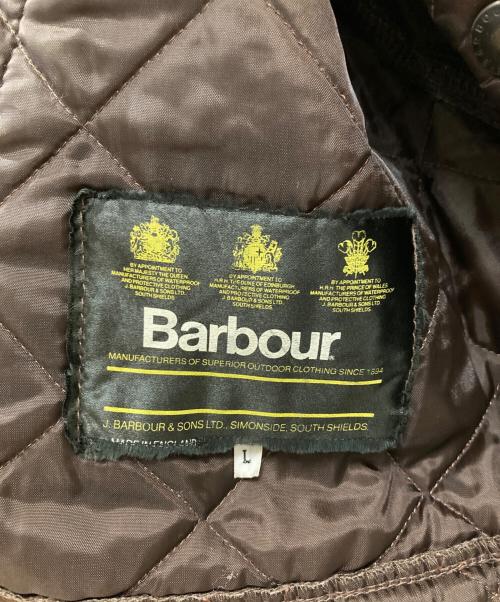 BY APPOINTMENT TO
HER MAJESTY THE QUEEN
MANUFACTURERS OF WATERPROOF
AND PROTECTIVE CLOTHING
J. BARBOUR & SONS LTD.
SOUTH SHIELDS.
BY APPOINTMENT TO
H.R.H. THE DUKE OF EDINBURGH
MANUFACTURERS OF WATERPROOF
AND PROTECTIVE CLOTHING
J BARBOUR & SONS LTD
SOUTH SHIELDS.
BY APPOINTMENT TO
H.R.H. THE PRINCE OF WALES
MANUFACTURERS OF WATERPROOF
AND PROTECTIVE CLOTHING
J. BARBOUR & SONS LTD.
SOUTH SHIELDS.
Barbour
MANUFACTURERS OF SUPERIOR OUTDOOR CLOTHING SINCE 1894
J. BARBOUR & SONS LTD., SIMONSIDE, SOUTH SHIELDS.
MADE IN ENGLAND
L